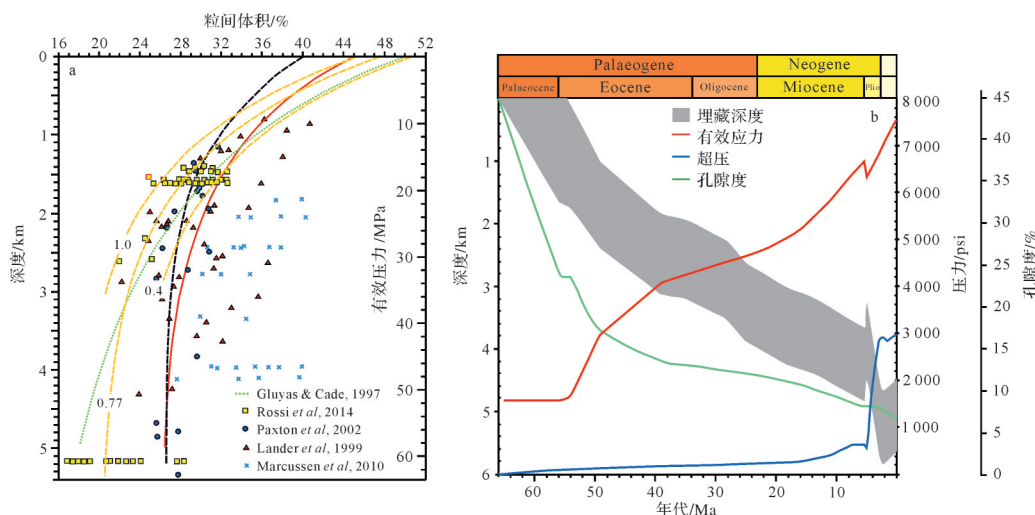 粒间体积/%
16 20 24 28 32 36 40 44 48 52
a
深度/km
0
1
2
3
4
5
有效压力/MPa
10
20
30
40
50
60
1.0
0.4
0.77
Gluyas & Cade, 1997
Rossi et al, 2014
Paxton et al, 2002
Lander et al, 1999
Marcussen et al, 2010
Palaeogene Neogene
Palaeocene Eocene Oligocene Miocene Plio
b
埋藏深度
有效应力
超压
孔隙度
深度/km
1
2
3
4
5
6
压力/psi
8 000
7 000
6 000
5 000
4 000
3 000
2 000
1 000
孔隙度/%
45
40
35
30
25
20
15
10
5
0
60 50 40 30 20 10
年代/Ma